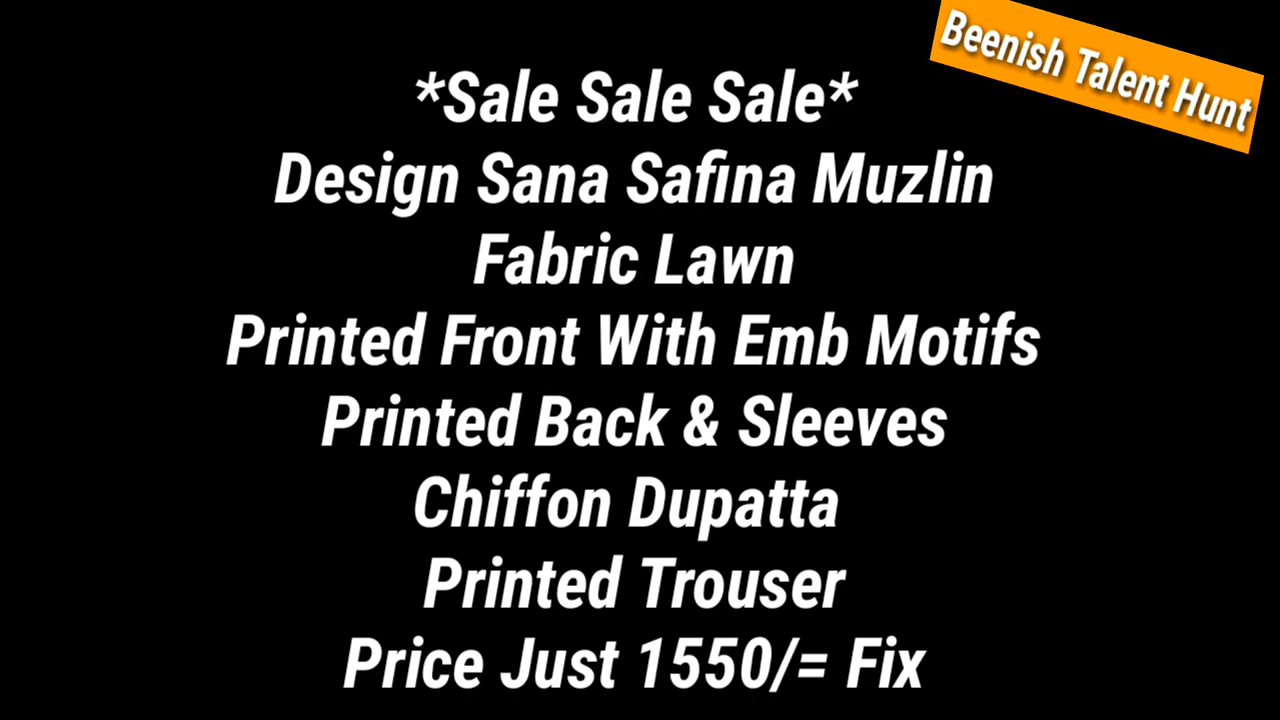 Beenish Talent Hunt
*Sale Sale Sale*
Design Sana Safina Muzlin
Fabric Lawn
Printed Front With Emb Motifs
Printed Back & Sleeves
Chiffon Dupatta
Printed Trouser
Price Just 1550/= Fix